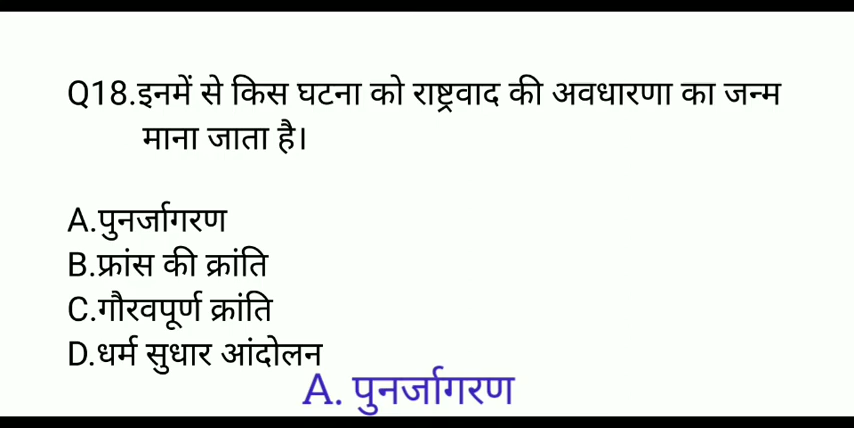 Q18.इनमें से किस घटना को राष्ट्रवाद की अवधारणा का जन्म
माना जाता है।
A.पुनर्जागरण
B.फ्रांस की क्रांति
C.गौरवपूर्ण क्रांति
D.धर्म सुधार आंदोलन
A. पुनर्जागरण